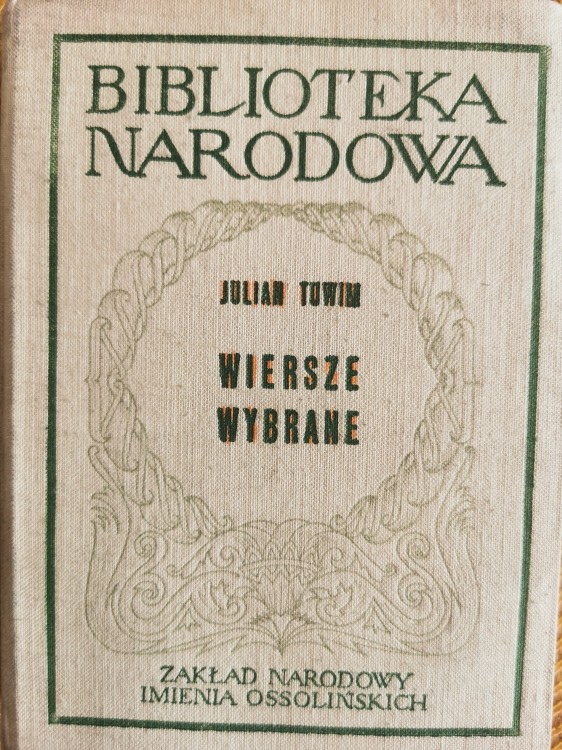 BIBLIOTEKA
NARODOWA
JULIAN TUWIM
WIERSZE
WYBRANE
ZAKŁAD NARODOWY
IMIENIA OSSOLIŃSKICH